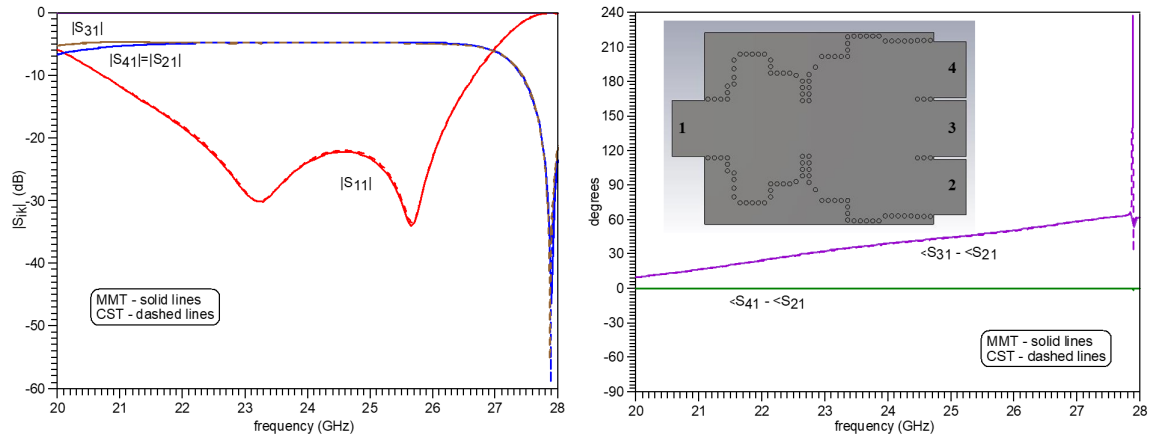 0
-10
-20
-30
-40
-50
-60
|S31|
|S41|=|S21|
|S11|
|Sik| (dB)
MMT - solid lines
CST - dashed lines
20 21 22 23 24 25 26 27 28
frequency (GHz)
240
210
180
150
120
90
60
30
0
-30
-60
-90
degrees
1
4
3
2
<S31 - <S21
<S41 - <S21
MMT - solid lines
CST - dashed lines
20 21 22 23 24 25 26 27 28
frequency (GHz)